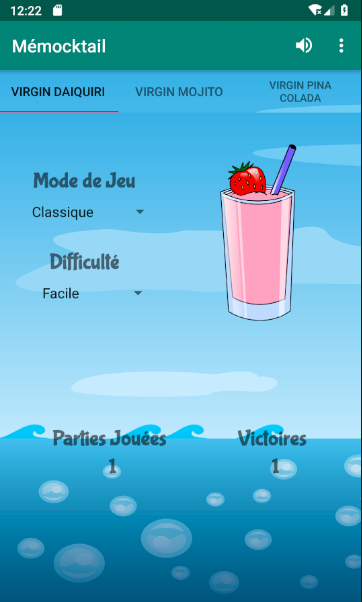 12:22
Mémocktail
VIRGIN DAIQUIRI
VIRGIN MOJITO
VIRGIN PINA
COLADA
Mode de Jeu
Classique
Difficulté
Facile
Parties Jouées
Victoires
1
1